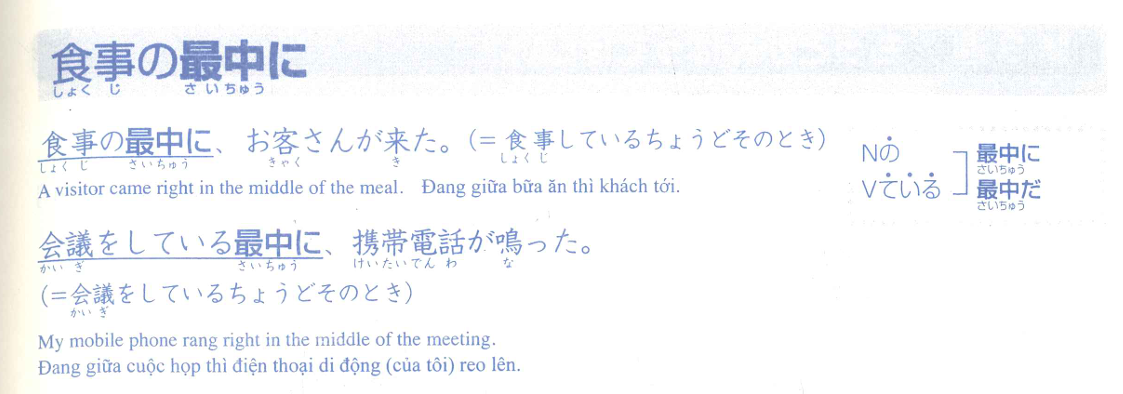 食事の最中に
しょくじ さいちゅう
食事の最中に、お客さんが来た。(=食事しているちょうどそのとき)
しょくじ さいちゅう きゃく き しょくじ
A visitor came right in the middle of the meal. Đang giữa bữa ăn thì khách tới.
Nの
Vている
最中に
さいちゅう
最中だ
さいちゅう
会議をしている最中に、携帯電話が鳴った。
かいぎ さいちゅう けいたいでんわ な
(=会議をしているちょうどそのとき)
かいぎ
My mobile phone rang right in the middle of the meeting.
Đang giữa cuộc họp thì điện thoại di động (của tôi) reo lên.